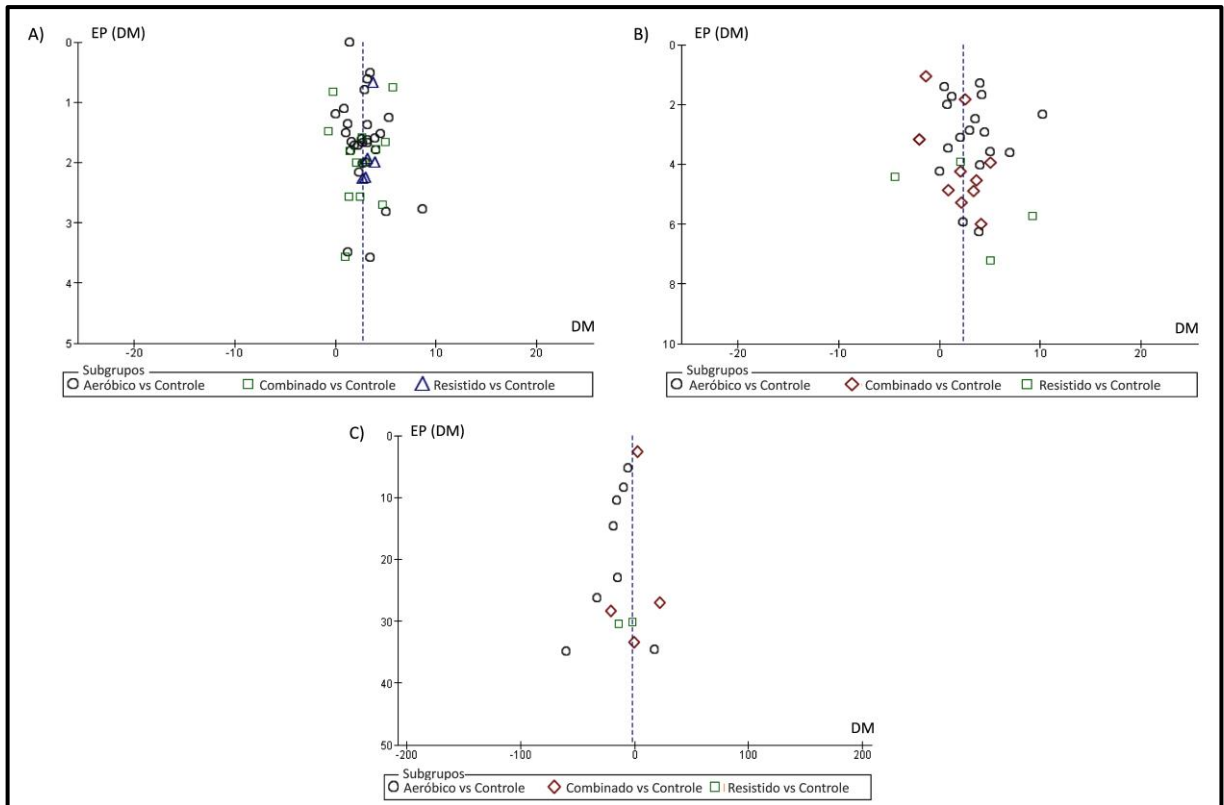 A) EP (DM)
0
1
2
3
4
5
DM
-20 -10 0 10 20
Subgrupos
Aeróbico vs Controle Combinado vs Controle Resistido vs Controle
B) EP (DM)
0
2
4
6
8
10
DM
-20 -10 0 10 20
Subgrupos
Aeróbico vs Controle Combinado vs Controle Resistido vs Controle
C) EP (DM)
0
10
20
30
40
50
DM
-200 -100 0 100 200
Subgrupos
Aeróbico vs Controle Combinado vs Controle Resistido vs Controle